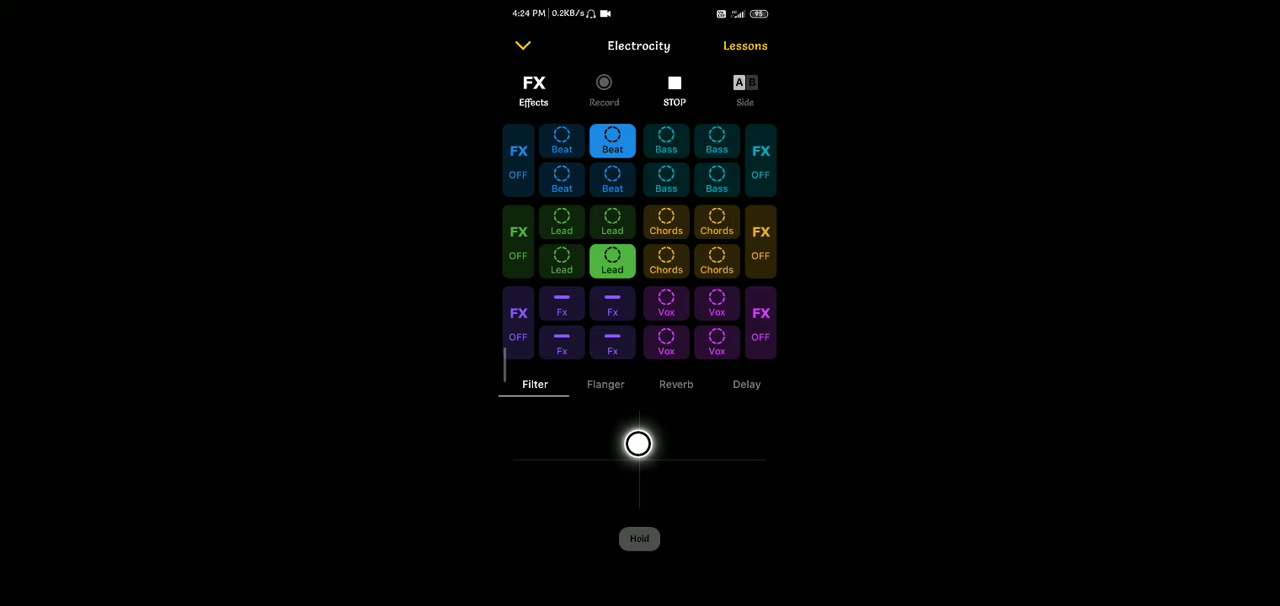 4:24 PM | 0.2KB/s 95
Electrocity Lessons
FX A B
Effects Record STOP Side
Beat Beat Bass Bass
FX FX
OFF OFF
Beat Beat Bass Bass
Lead Lead Chords Chords
FX FX
OFF OFF
Lead Lead Chords Chords
Fx Fx Vox Vox
FX FX
OFF OFF
Fx Fx Vox Vox
Filter Flanger Reverb Delay
Hold